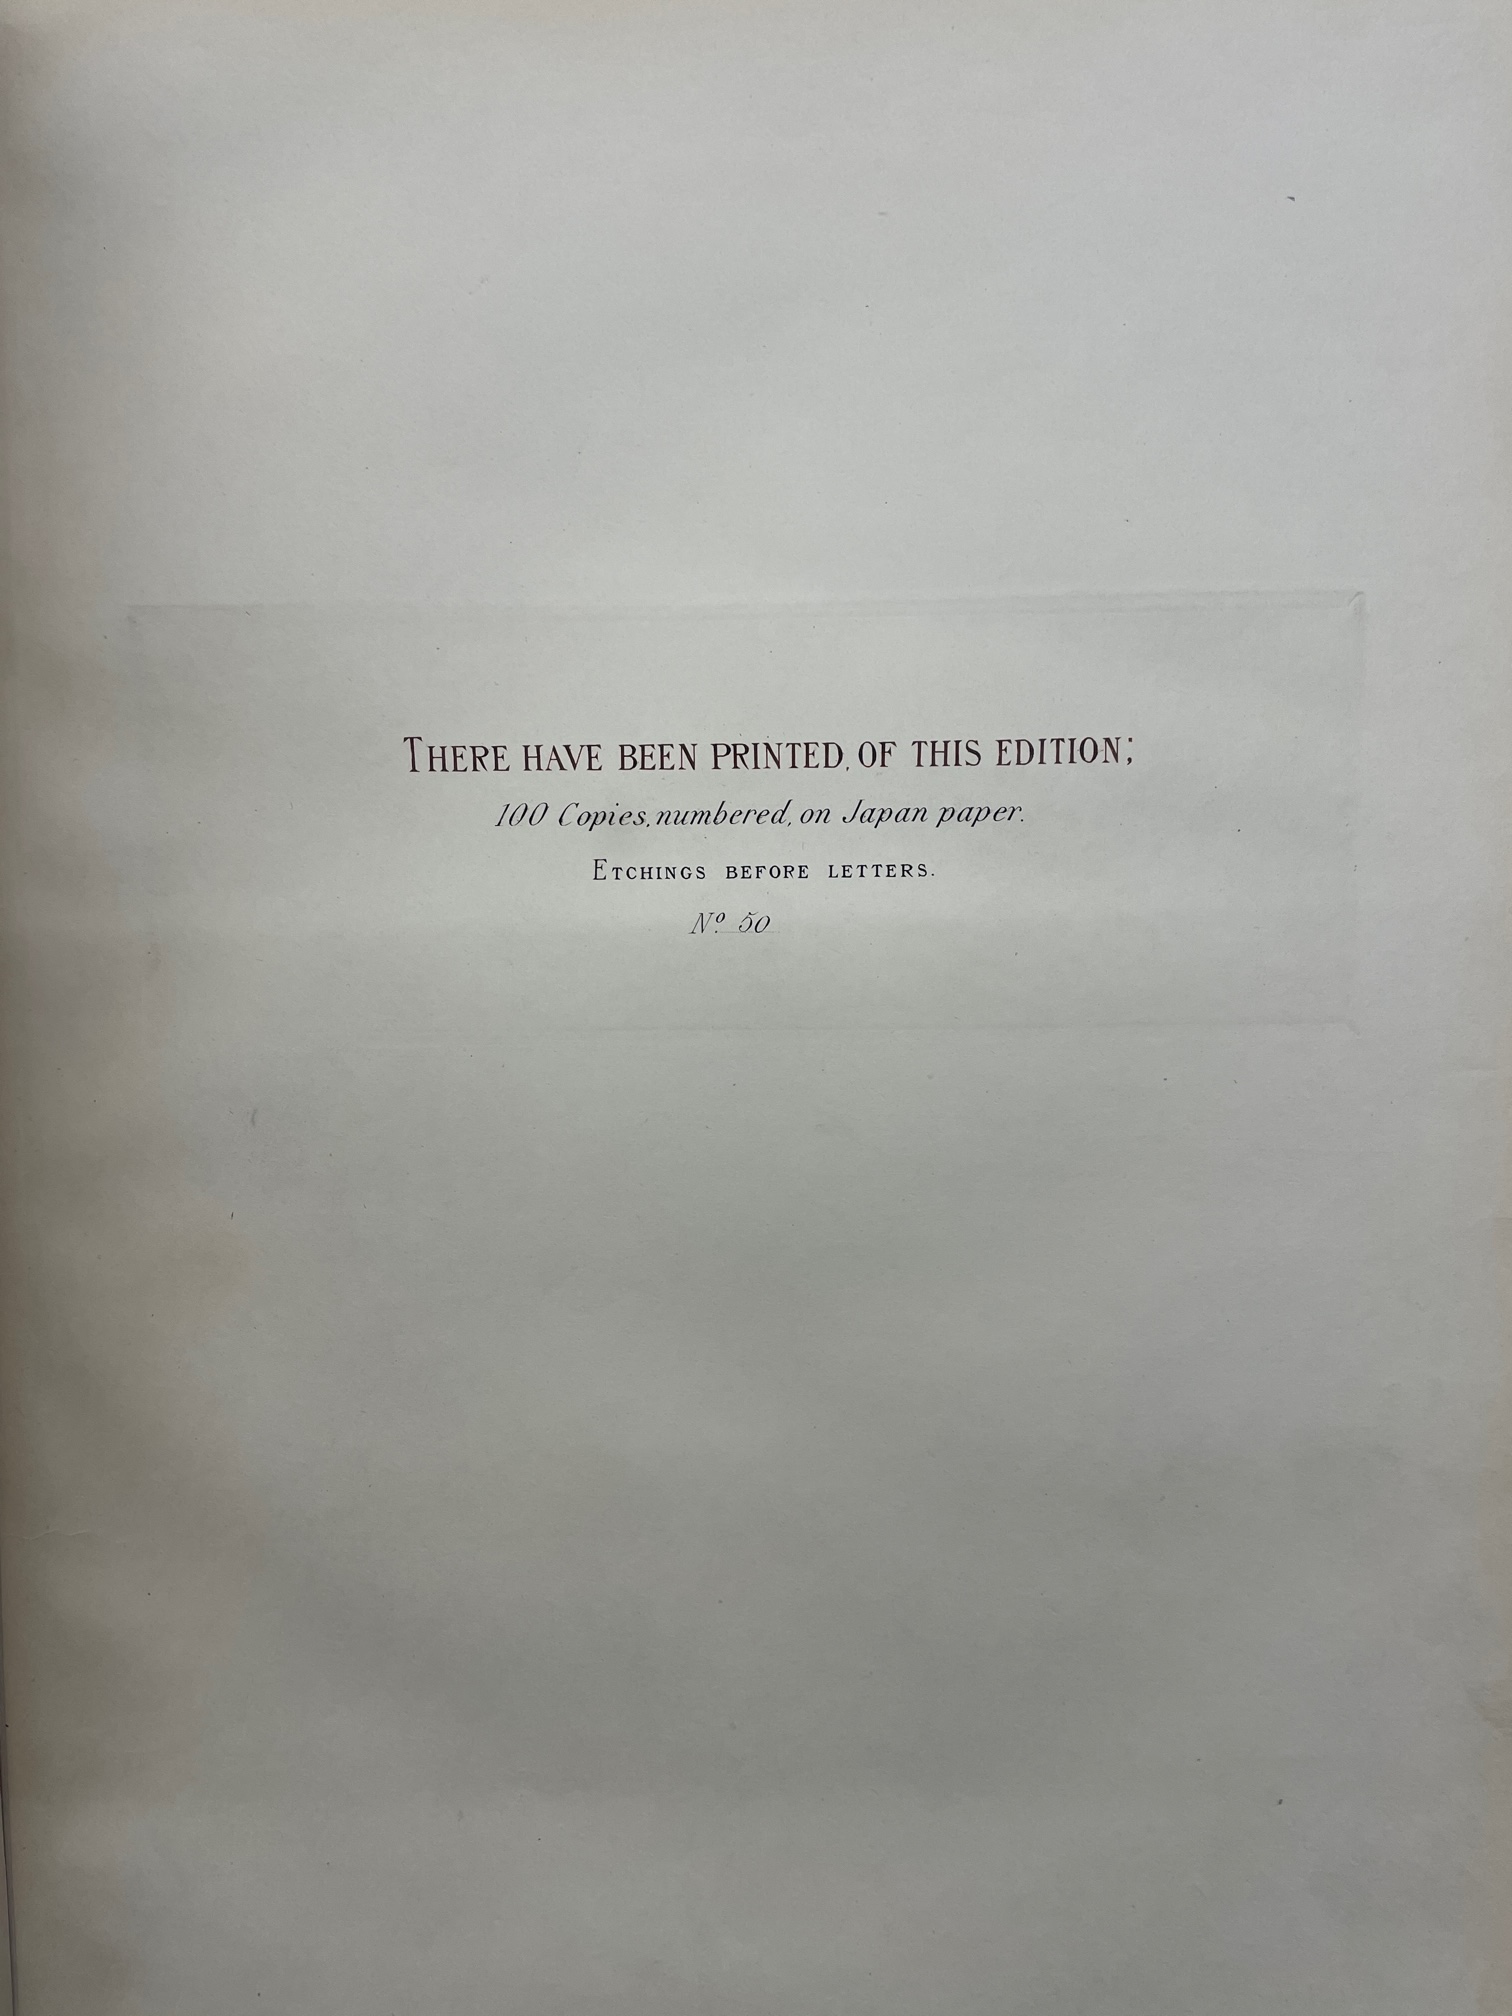 THERE HAVE BEEN PRINTED, OF THIS EDITION;
100 Copies, numbered, on Japan paper.
ETCHINGS BEFORE LETTERS.
Nº 50